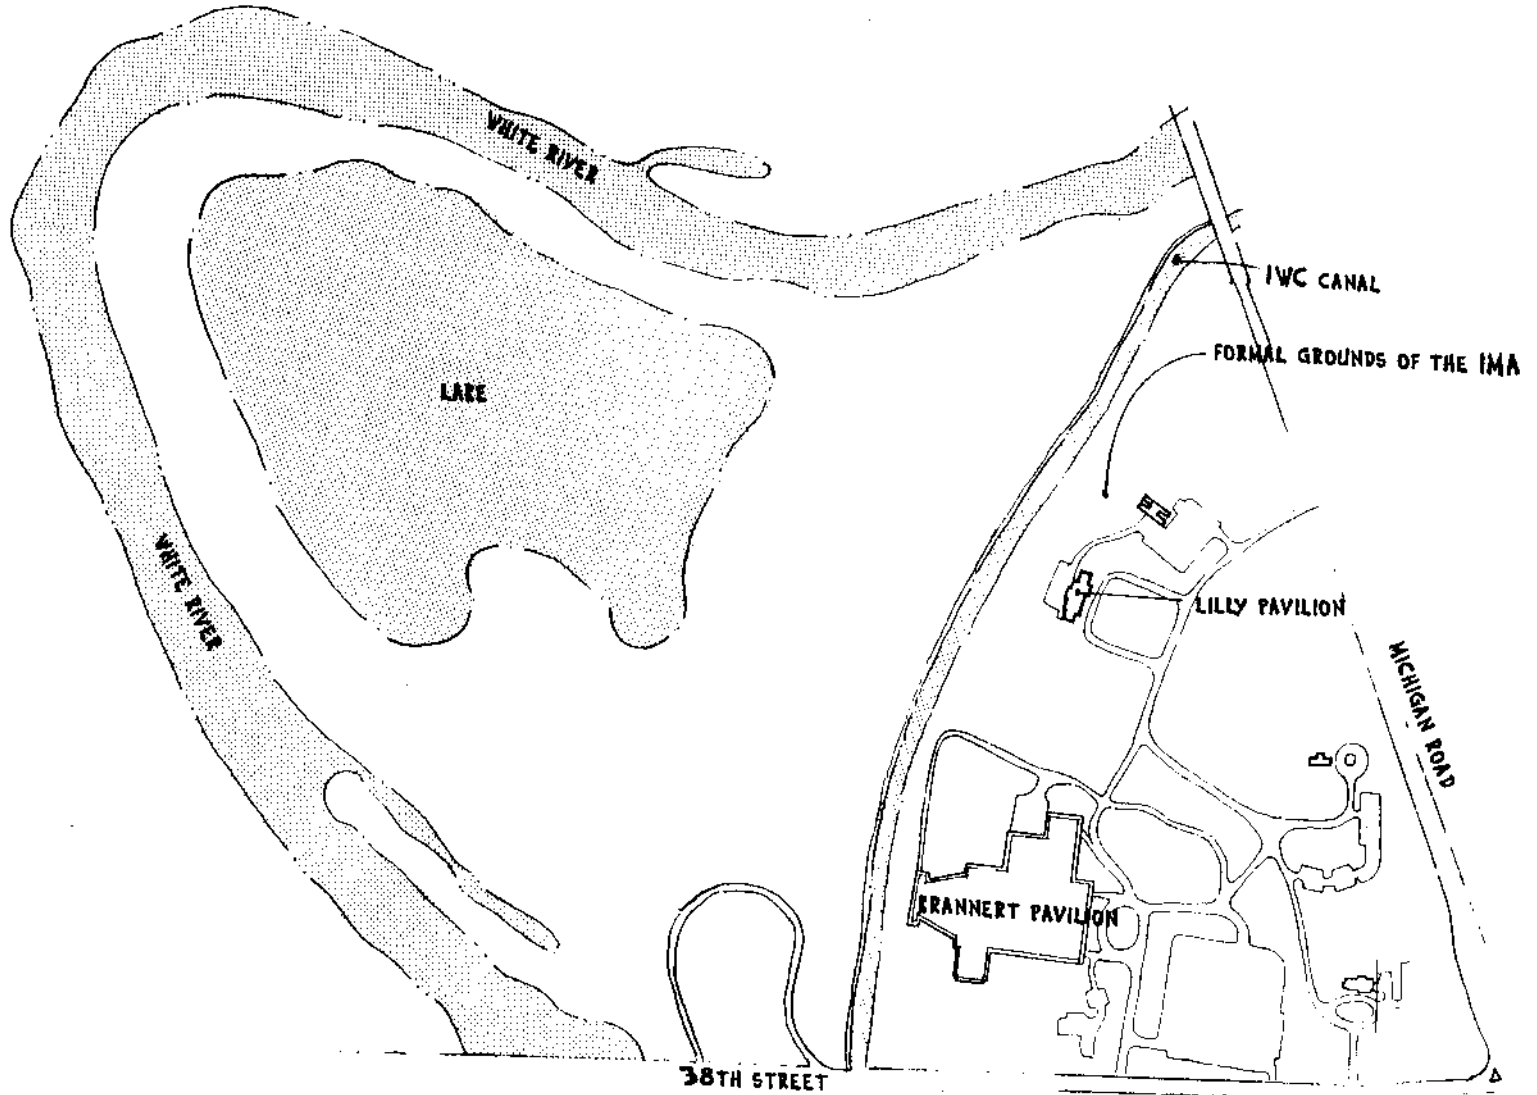 WHITE RIVER
IWC CANAL
FORMAL GROUNDS OF THE IMA
LAKE
WHITE RIVER
LILLY PAVILION
MICHIGAN ROAD
KRANNERT PAVILION
38TH STREET